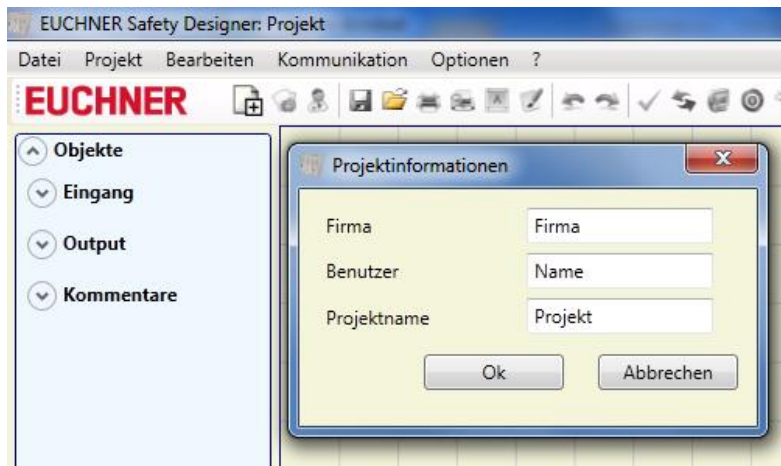 EUCHNER Safety Designer: Projekt
Datei Projekt Bearbeiten Kommunikation Optionen ?
EUCHNER
Objekte
Eingang
Output
Kommentare
Projektinformationen
Firma Firma
Benutzer Name
Projektname Projekt
Ok Abbrechen